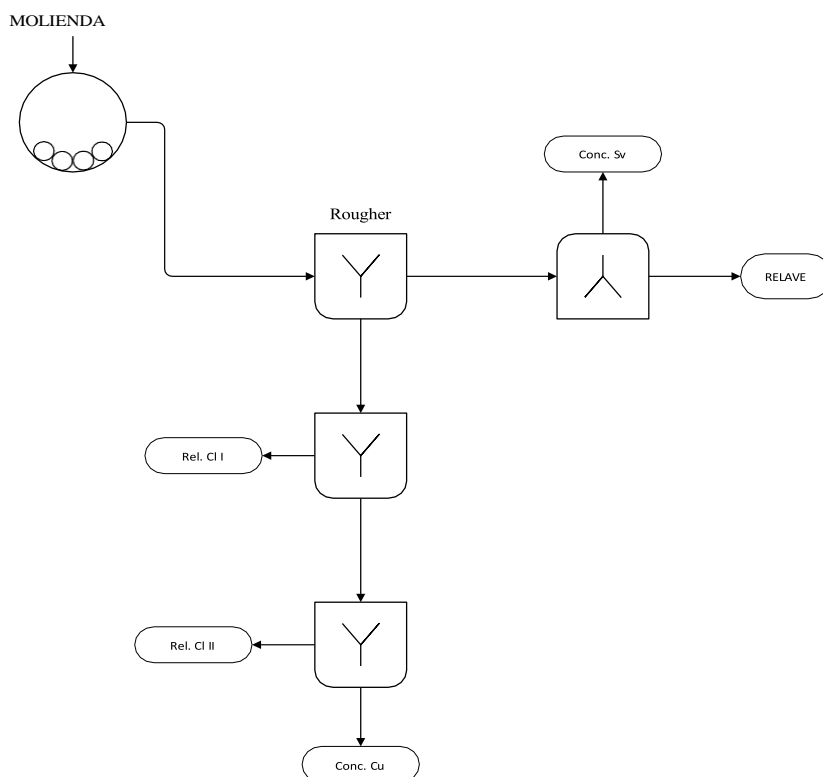 MOLIENDA
Conc. Sv
Rougher
RELAVE
Rel. Cl I
Rel. Cl II
Conc. Cu